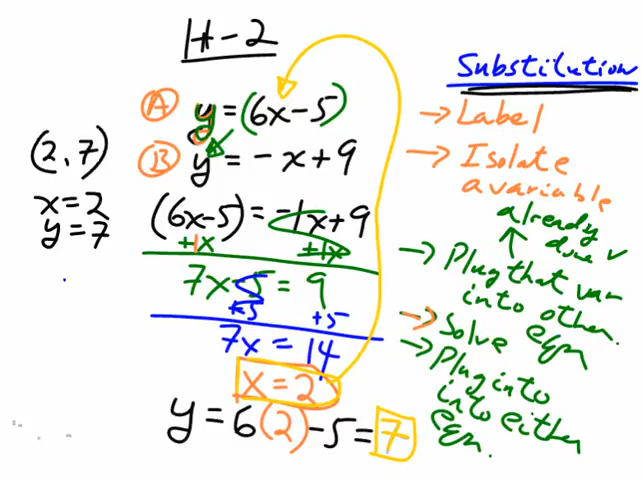 H-2
Substitution
(A) y = (6x-5)
→ Label
(B) y = -x+9
→ Isolate
a variable
already
done ✓
(2,7)
x=2
y=7
(6x-5) = -1x+9
+1x +1x
→ Plug that var
into other
eqn
7x-5 = 9
+5 +5
→ Solve
7x = 14
→ Plug into
into either
eqn.
x=2
y=6(2)-5=7